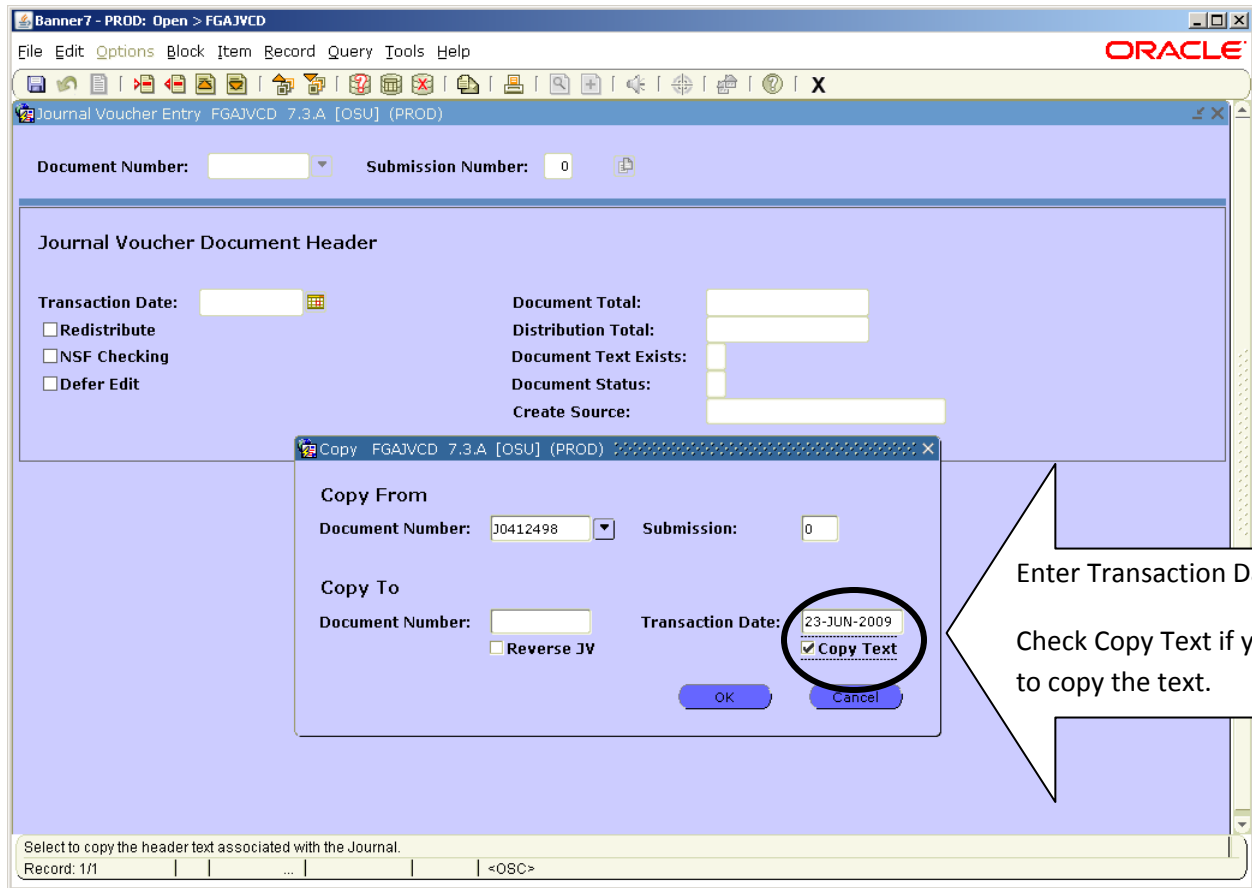 Banner7 - PROD: Open > FGAJVCD
File Edit Options Block Item Record Query Tools Help
ORACLE
X
Journal Voucher Entry FGAJVCD 7.3.A [OSU] (PROD)
Document Number: Submission Number: 0
Journal Voucher Document Header
Transaction Date: Document Total:
Redistribute Distribution Total:
NSF Checking Document Text Exists:
Defer Edit Document Status:
Create Source:
Copy FGAJVCD 7.3.A [OSU] (PROD)
Copy From
Document Number: J0412498 Submission: 0
Copy To
Document Number: Transaction Date: 23-JUN-2009
Reverse JV Copy Text
OK Cancel
Enter Transaction D
Check Copy Text if y
to copy the text.
Select to copy the header text associated with the Journal.
Record: 1/1 ... <OSC>